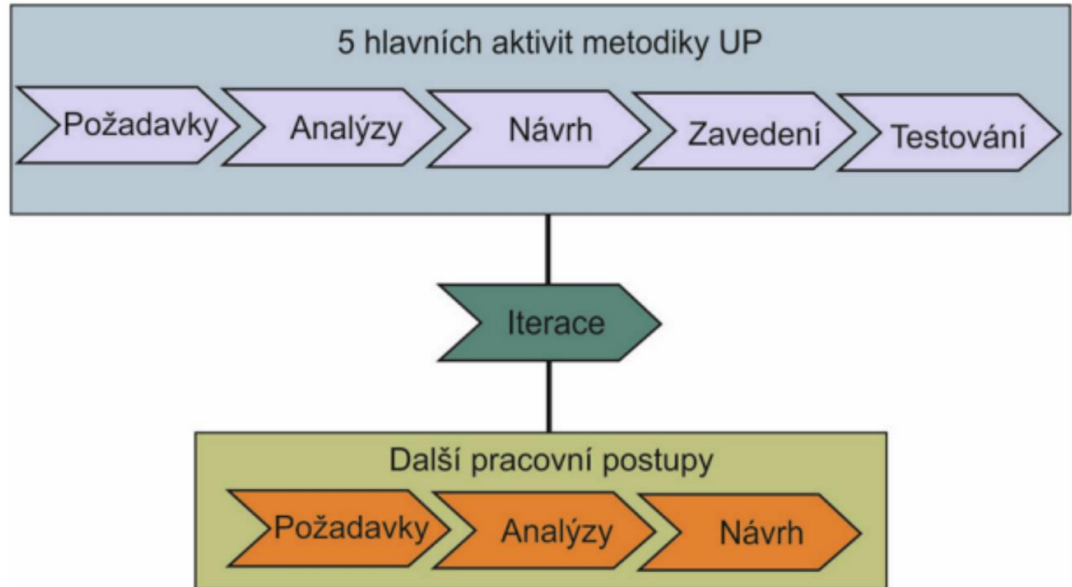 5 hlavních aktivit metodiky UP
Požadavky Analýzy Návrh Zavedení Testování
Iterace
Další pracovní postupy
Požadavky Analýzy Návrh